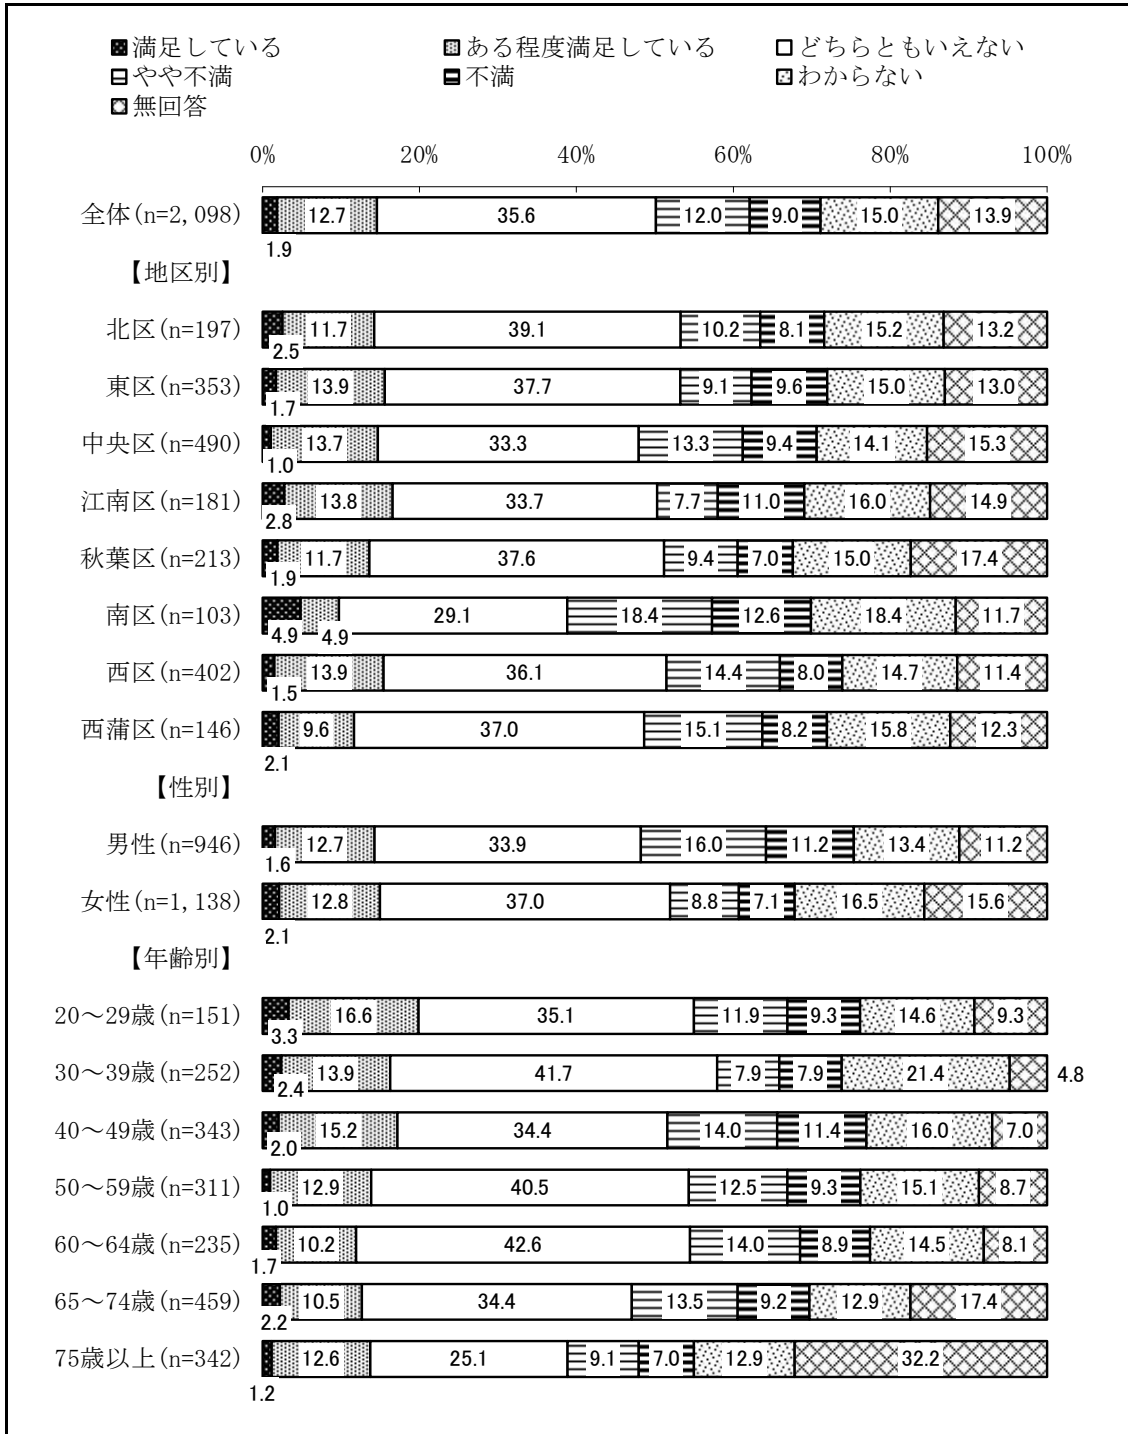 満足している ある程度満足している どちらともいえない
やや不満 不満 わからない
無回答
0% 20% 40% 60% 80% 100%
全体(n=2,098) 12.7 35.6 12.0 9.0 15.0 13.9
1.9
【地区別】
北区(n=197) 11.7 39.1 10.2 8.1 15.2 13.2
2.5
東区(n=353) 13.9 37.7 9.1 9.6 15.0 13.0
1.7
中央区(n=490) 13.7 33.3 13.3 9.4 14.1 15.3
1.0
江南区(n=181) 13.8 33.7 7.7 11.0 16.0 14.9
2.8
秋葉区(n=213) 11.7 37.6 9.4 7.0 15.0 17.4
1.9
南区(n=103) 29.1 18.4 12.6 18.4 11.7
4.9 4.9
西区(n=402) 13.9 36.1 14.4 8.0 14.7 11.4
1.5
西蒲区(n=146) 9.6 37.0 15.1 8.2 15.8 12.3
2.1
【性別】
男性(n=946) 12.7 33.9 16.0 11.2 13.4 11.2
1.6
女性(n=1,138) 12.8 37.0 8.8 7.1 16.5 15.6
2.1
【年齢別】
20～29歳(n=151) 16.6 35.1 11.9 9.3 14.6 9.3
3.3
30～39歳(n=252) 13.9 41.7 7.9 7.9 21.4 4.8
2.4
40～49歳(n=343) 15.2 34.4 14.0 11.4 16.0 7.0
2.0
50～59歳(n=311) 12.9 40.5 12.5 9.3 15.1 8.7
1.0
60～64歳(n=235) 10.2 42.6 14.0 8.9 14.5 8.1
1.7
65～74歳(n=459) 10.5 34.4 13.5 9.2 12.9 17.4
2.2
75歳以上(n=342) 12.6 25.1 9.1 7.0 12.9 32.2
1.2